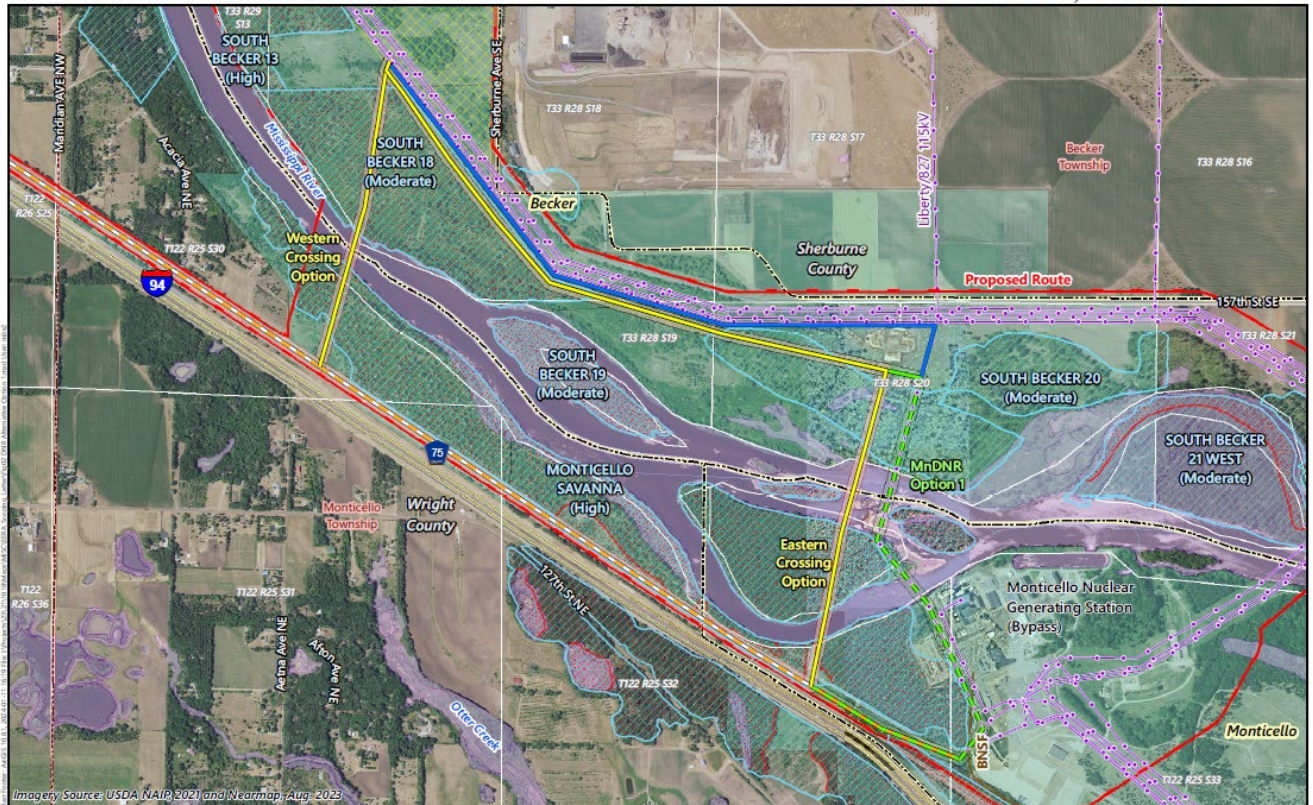 T33 R29
S13
SOUTH
BECKER 13
(High)
Maridian AVE NW
Acacia Ave NE
Mississippi River
SOUTH
BECKER 18
(Moderate)
Sherburne Ave SE
T33 R28 S18
T33 R28 S17
Liberty/827 115kV
Becker
Township
T33 R28 S16
Becker
T122
R26 S25
T122 R25 S30
94
Western
Crossing
Option
Sherburne
County
Proposed Route
157th St SE
T33 R28 S21
T33 R28 S19
SOUTH
BECKER 19
(Moderate)
T33 R28 S20
SOUTH BECKER 20
(Moderate)
SOUTH BECKER
21 WEST
(Moderate)
75
MONTICELLO
SAVANNA
(High)
MnDNR
Option 1
Monticello
Township
Wright
County
Eastern
Crossing
Option
Monticello Nuclear
Generating Station
(Bypass)
127th St NE
T122
R26 S36
T122 R25 S31
Aetna Ave NE
Afton Ave NE
Otter Creek
T122 R25 S32
BNSF
Monticello
T122 R25 S33
Imagery Source: USDA NAIP, 2021 and Nearmap, Aug. 2023